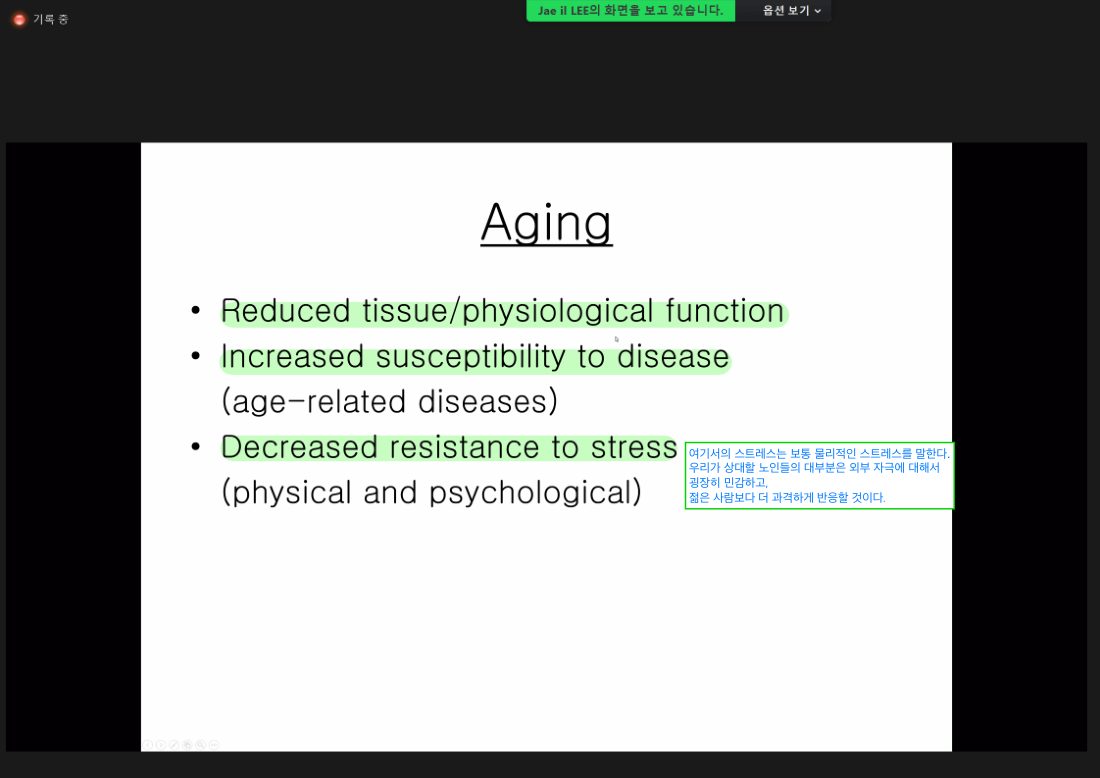 기록 중
Jae il LEE의 화면을 보고 있습니다.
옵션 보기
Aging
• Reduced tissue/physiological function
• Increased susceptibility to disease
(age-related diseases)
• Decreased resistance to stress
(physical and psychological)
여기서의 스트레스는 보통 물리적인 스트레스를 말한다.
우리가 상대할 노인들의 대부분은 외부 자극에 대해서
굉장히 민감하고,
젊은 사람보다 더 과격하게 반응할 것이다.